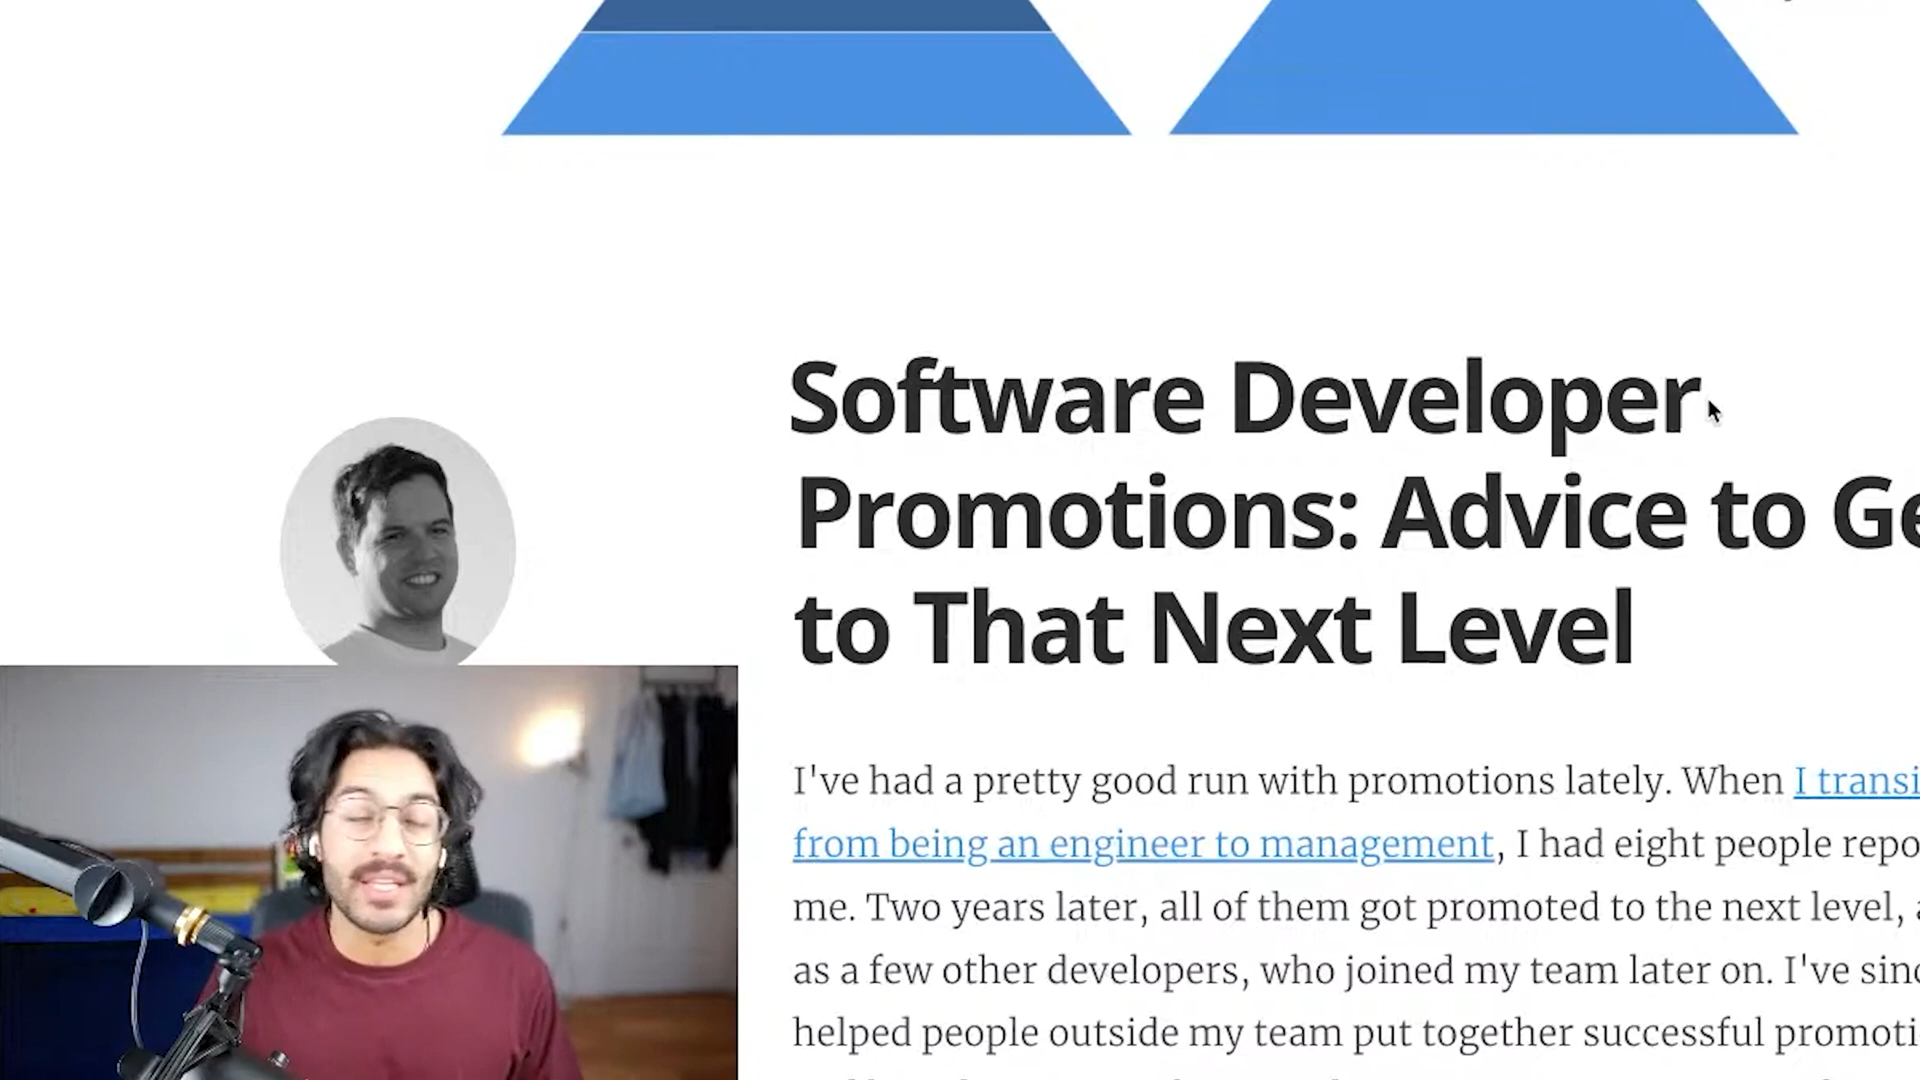 Software Developer
Promotions: Advice to Ge
to That Next Level
I've had a pretty good run with promotions lately. When I transi
from being an engineer to management, I had eight people repo
me. Two years later, all of them got promoted to the next level, a
as a few other developers, who joined my team later on. I've sinc
helped people outside my team put together successful promoti